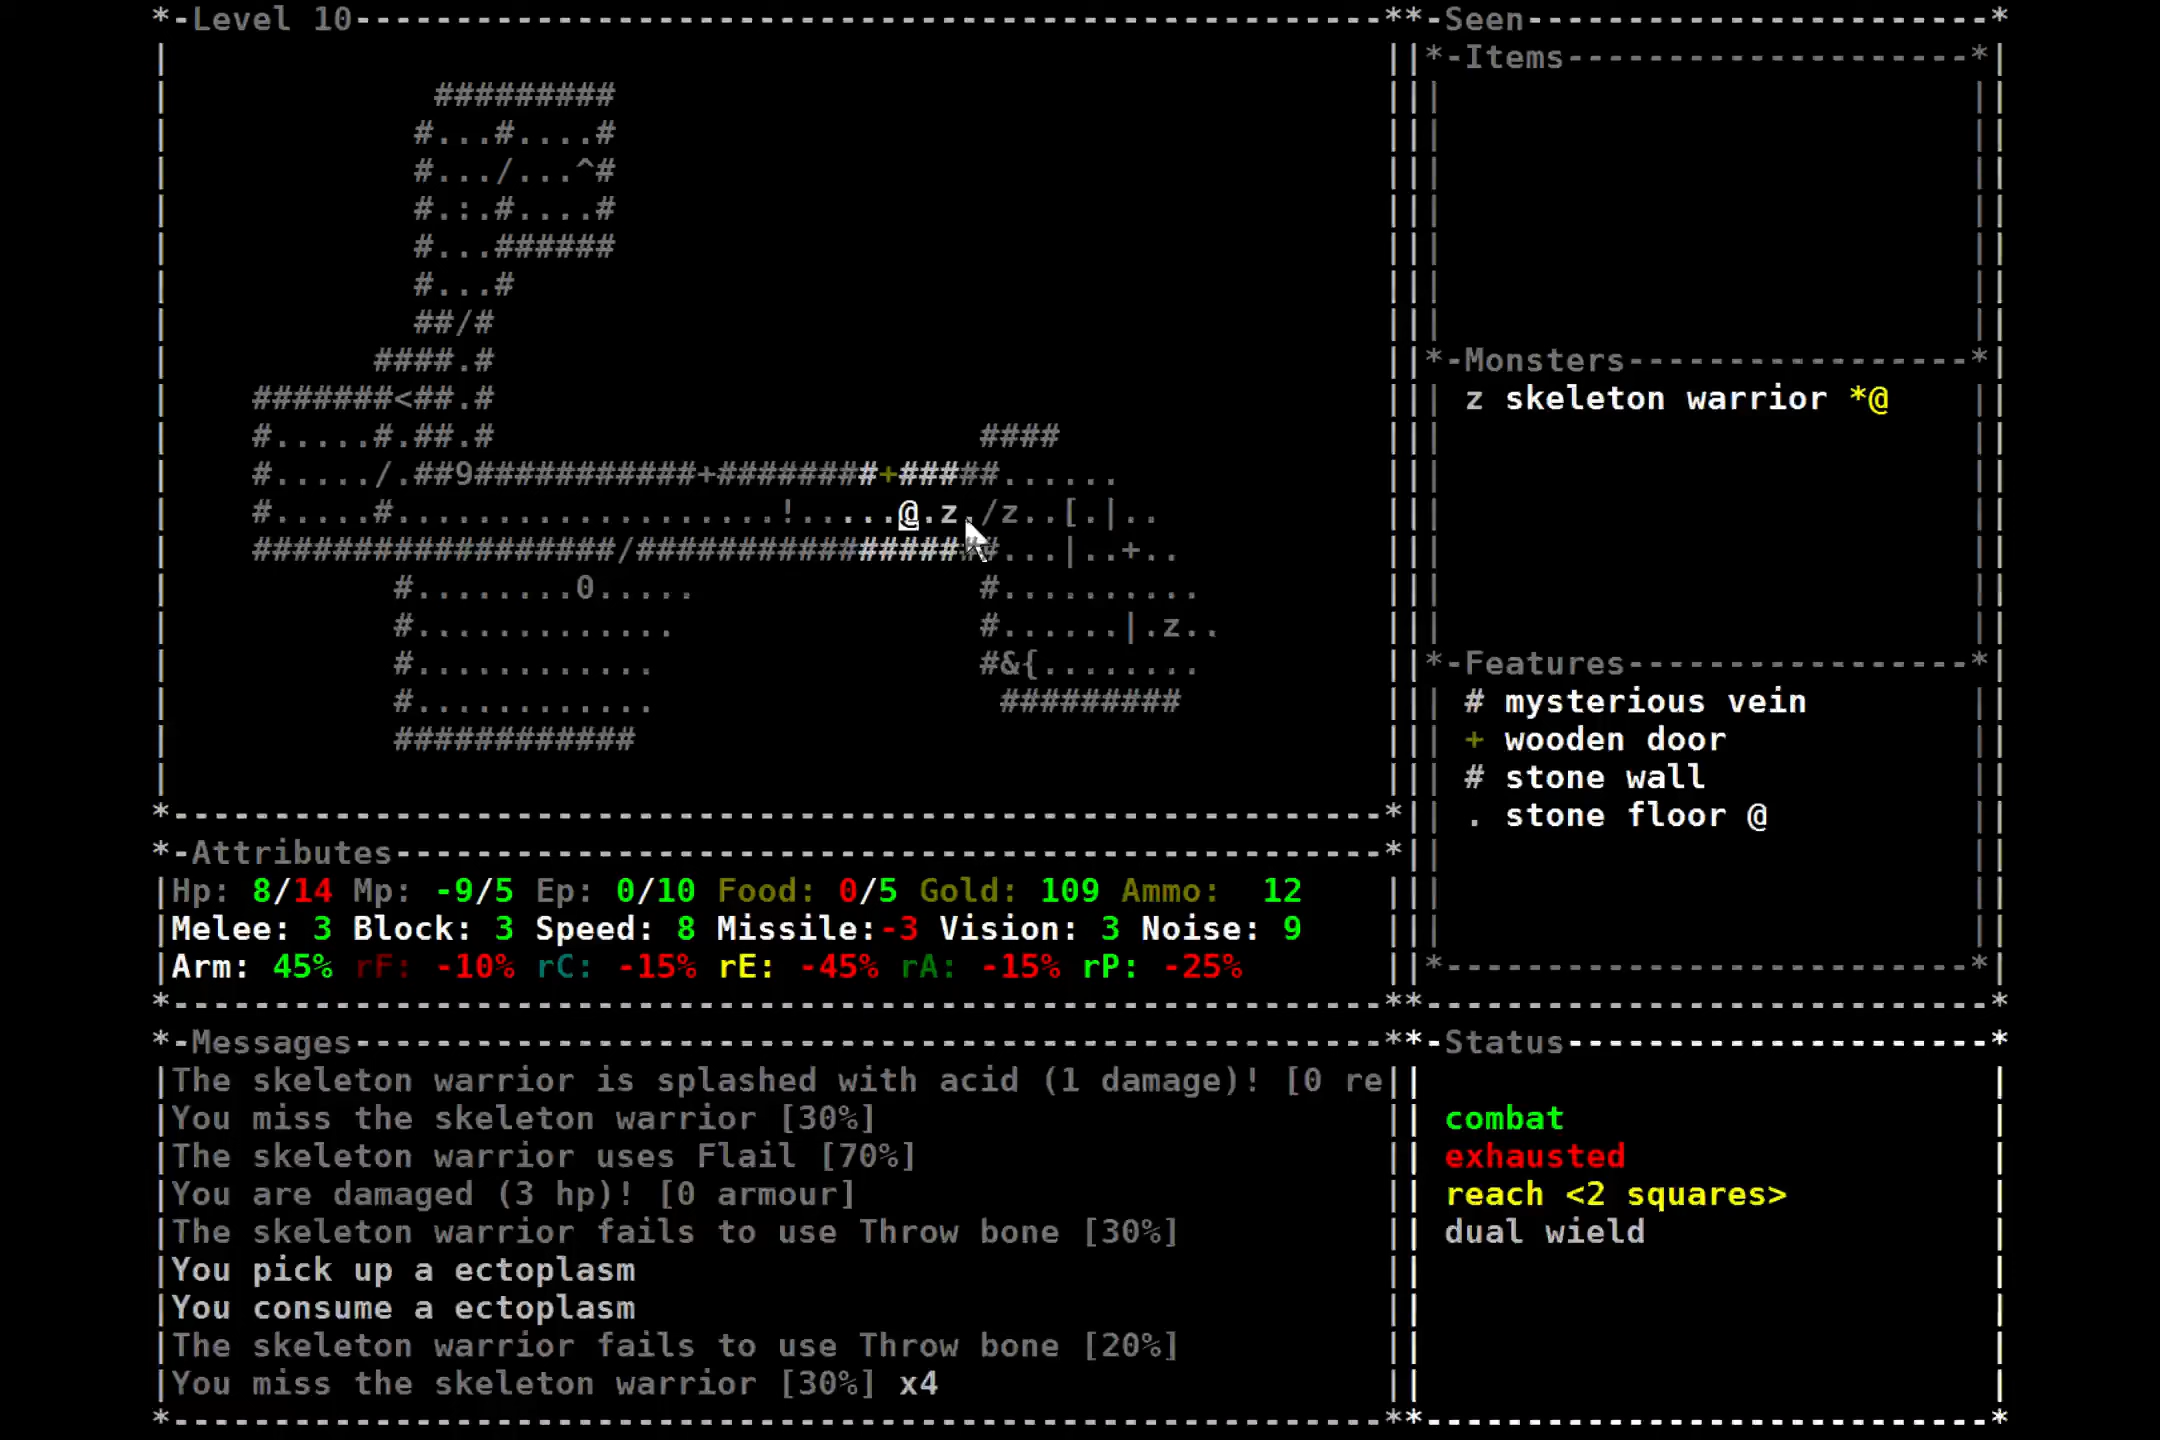 *-Level 10---------------------------------------------------**-Seen-----------------------*
|                                                            ||*-Items--------------------*|
|             #########                                      |||                          ||
|            #...#....#                                      |||                          ||
|            #.../...^#                                      |||                          ||
|            #.:.#....#                                      |||                          ||
|            #...######                                      |||                          ||
|            #...#                                           |||                          ||
|            ##/#                                            |||                          ||
|          ####.#                                            ||*-Monsters-----------------*|
|    #######<##.#                                            ||| z skeleton warrior *@    ||
|    #.....#.##.#                        ####                |||                          ||
|    #...../.##9###########+########+#######......            |||                          ||
|    #.....#...................!.....@.z./z..[.|..           |||                          ||
|    ##################/##################...|..+..          |||                          ||
|           #........0.....              #..........         |||                          ||
|           #.............               #......|.z..        |||                          ||
|           #............                #&{........         ||*-Features-----------------*|
|           #............                 #########          ||| # mysterious vein        ||
|           ############                                     ||| + wooden door            ||
|                                                            ||| # stone wall             ||
*------------------------------------------------------------*|| . stone floor @          ||
*-Attributes-------------------------------------------------*||                          ||
|Hp: 8/14 Mp: -9/5 Ep: 0/10 Food: 0/5 Gold: 109 Ammo:  12    |||                          ||
|Melee: 3 Block: 3 Speed: 8 Missile:-3 Vision: 3 Noise: 9    |||                          ||
|Arm: 45% rF: -10% rC: -15% rE: -45% rA: -15% rP: -25%       ||*--------------------------*|
*------------------------------------------------------------**----------------------------*
*-Messages---------------------------------------------------**-Status---------------------*
|The skeleton warrior is splashed with acid (1 damage)! [0 re||                            |
|You miss the skeleton warrior [30%]                         || combat                     |
|The skeleton warrior uses Flail [70%]                       || exhausted                  |
|You are damaged (3 hp)! [0 armour]                          || reach <2 squares>          |
|The skeleton warrior fails to use Throw bone [30%]          || dual wield                 |
|You pick up a ectoplasm                                     ||                            |
|You consume a ectoplasm                                     ||                            |
|The skeleton warrior fails to use Throw bone [20%]          ||                            |
|You miss the skeleton warrior [30%] x4                      ||                            |
*------------------------------------------------------------**----------------------------*